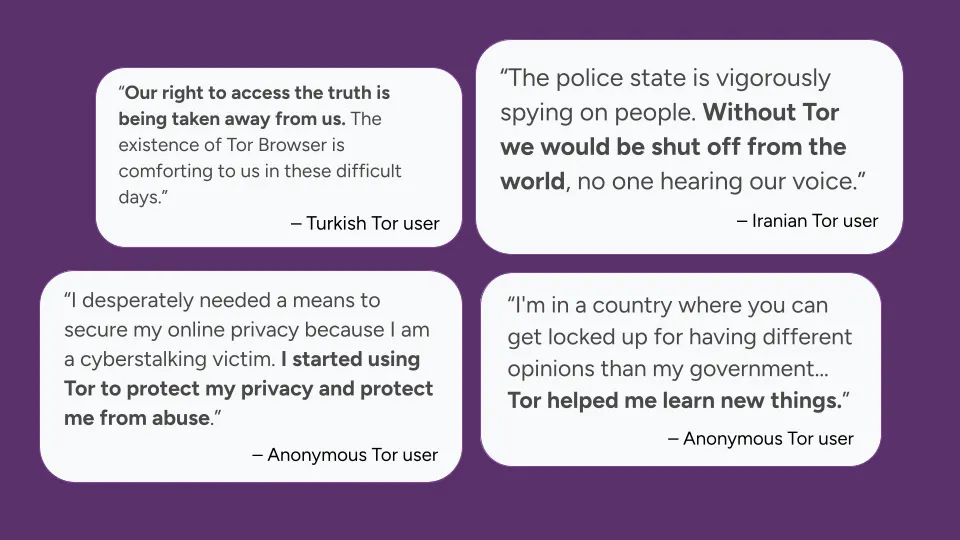 “Our right to access the truth is
being taken away from us. The
existence of Tor Browser is
comforting to us in these difficult
days.”
– Turkish Tor user
“The police state is vigorously
spying on people. Without Tor
we would be shut off from the
world, no one hearing our voice.”
– Iranian Tor user
“I desperately needed a means to
secure my online privacy because I am
a cyberstalking victim. I started using
Tor to protect my privacy and protect
me from abuse.”
– Anonymous Tor user
“I'm in a country where you can
get locked up for having different
opinions than my government...
Tor helped me learn new things.”
– Anonymous Tor user